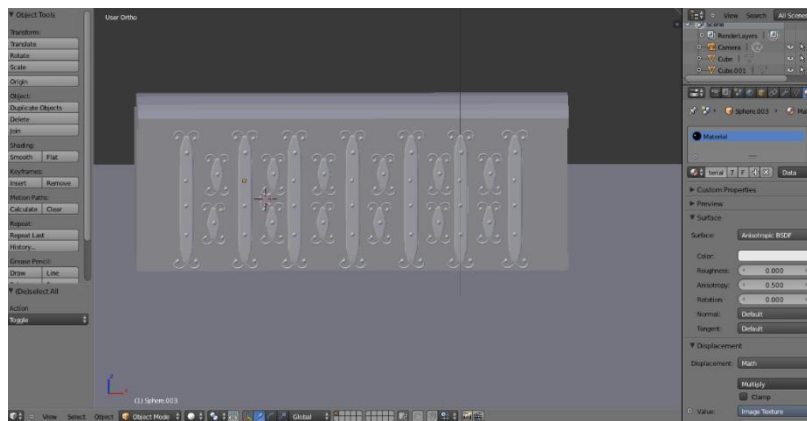 ▼ Object Tools
Transform:
Translate
Rotate
Scale
Origin
Object:
Duplicate Objects
Delete
Join
Shading:
Smooth Flat
Keyframes:
Insert Remove
Motion Paths:
Calculate Clear
Repeat:
Repeat Last
History...
Grease Pencil:
Draw Line
▼ (De)select All
Action
Toggle
User Ortho
(1) Sphere.003
View Select Object Object Mode Global
View Search All Scenes
Scene
RenderLayers
Camera
Cube
Cube.001
Sphere.003 Ma
Material
terial 7 F Data
▶ Custom Properties
▶ Preview
▼ Surface
Surface: Anisotropic BSDF
Color:
Roughness: 0.000
Anisotropy: 0.500
Rotation: 0.000
Normal: Default
Tangent: Default
▼ Displacement
Displacement: Math
Multiply
Clamp
Value: Image Texture